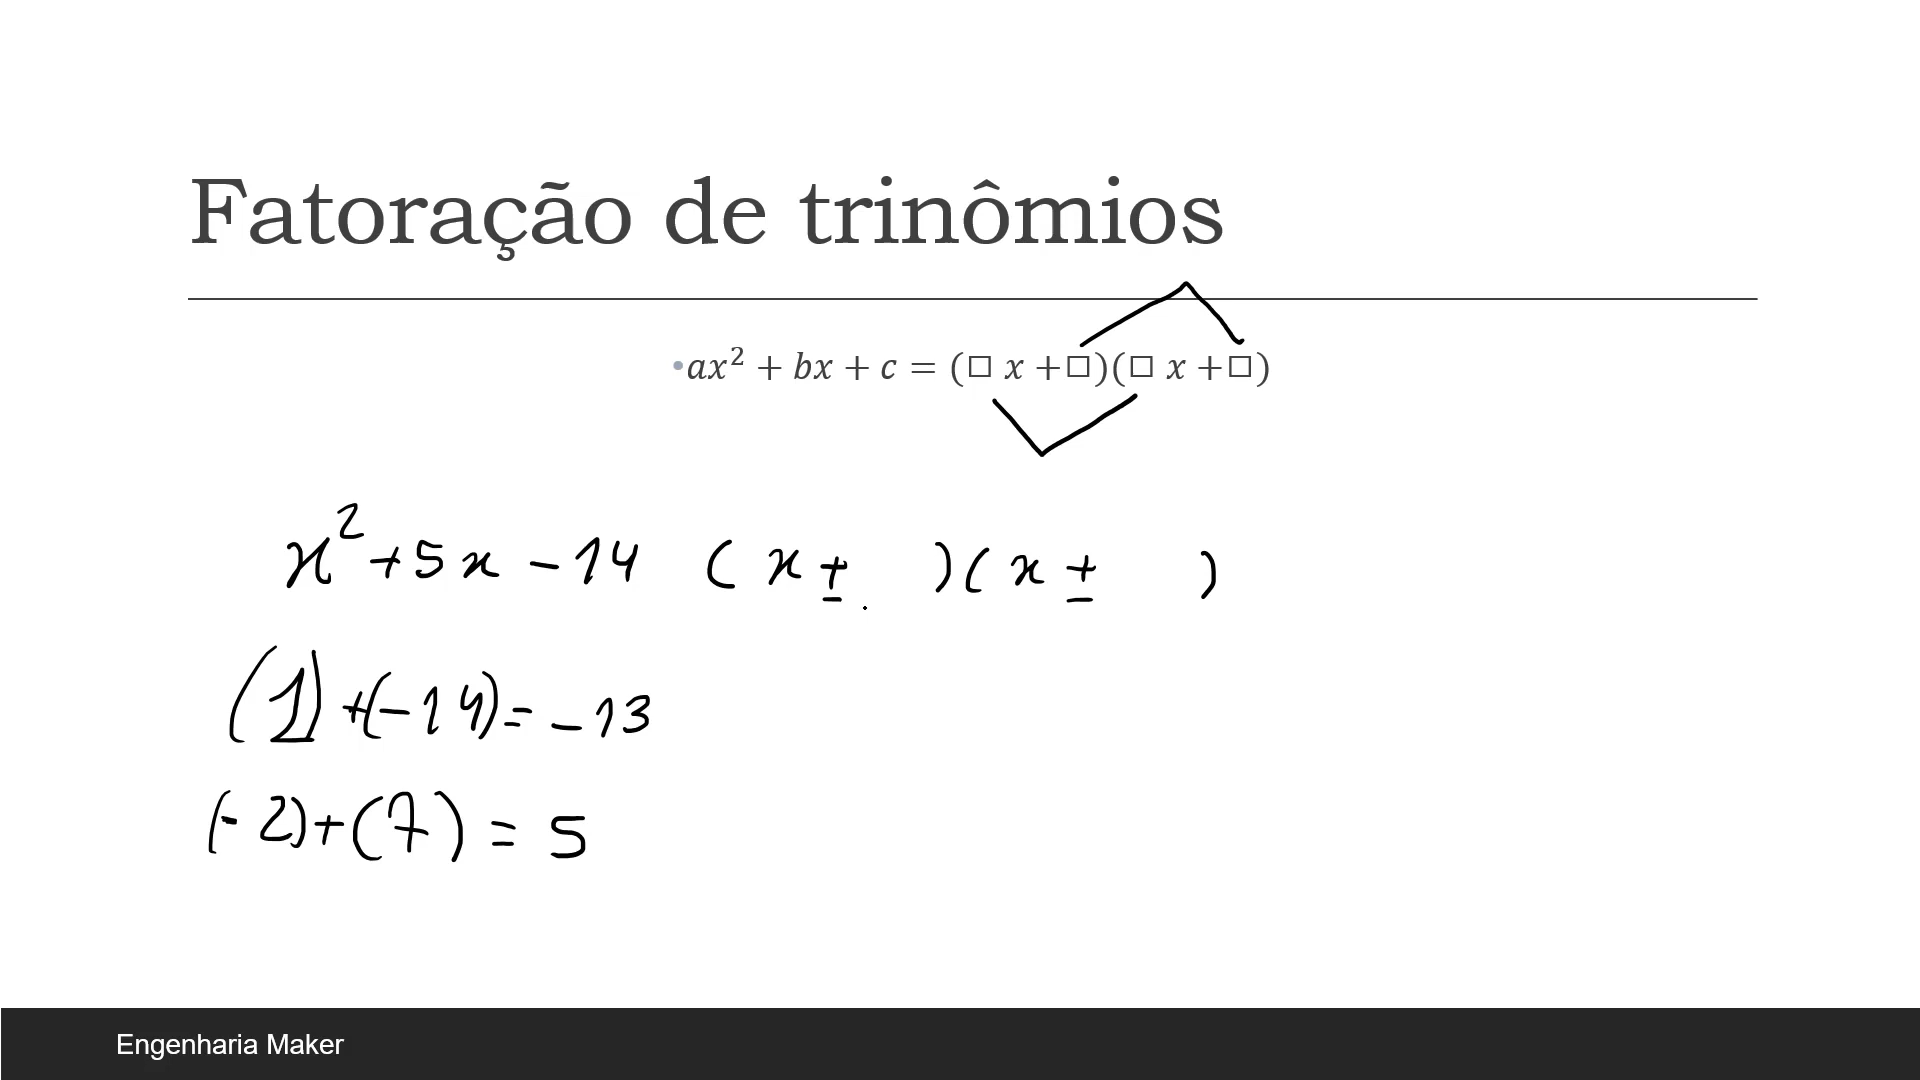 Fatoração de trinômios
•ax² + bx + c = (□ x +□)(□ x +□)
x² + 5x - 14 ( x ± )( x ± )
(1) + (-14) = -13
(-2) + (7) = 5
Engenharia Maker